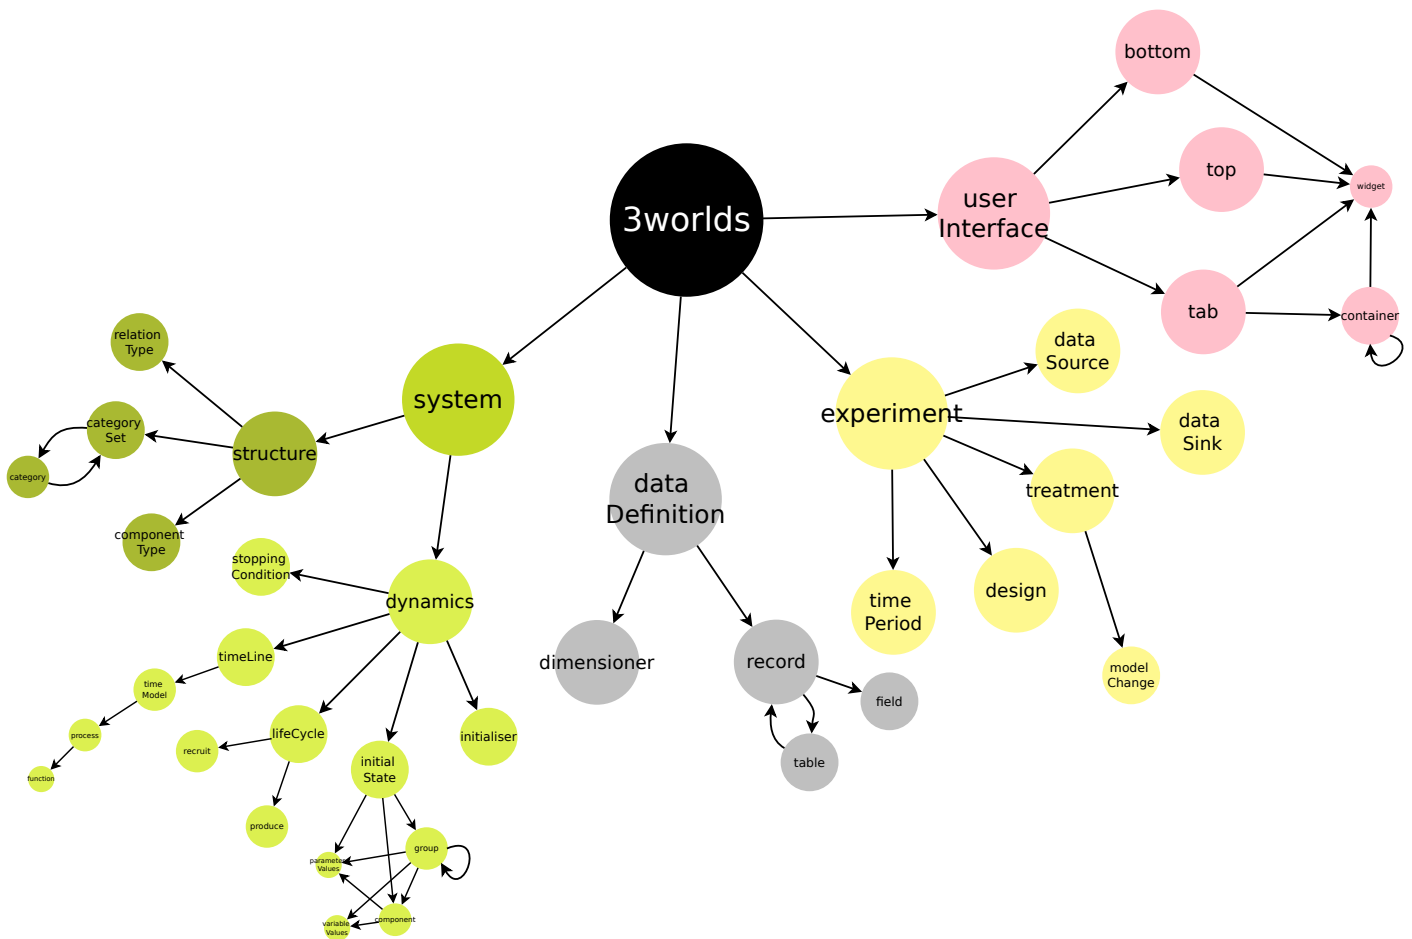 bottom
top
widget
user
Interface
3worlds
tab
container
relation
Type
data
Source
system
experiment
category
Set
data
Sink
structure
category
data
Definition
treatment
component
Type
stopping
Condition
dynamics
time
Period
design
timeLine
dimensioner
record
model
Change
time
Model
field
process
recruit
lifeCycle
initialiser
initial
State
table
function
produce
group
parameter
Values
component
variable
Values